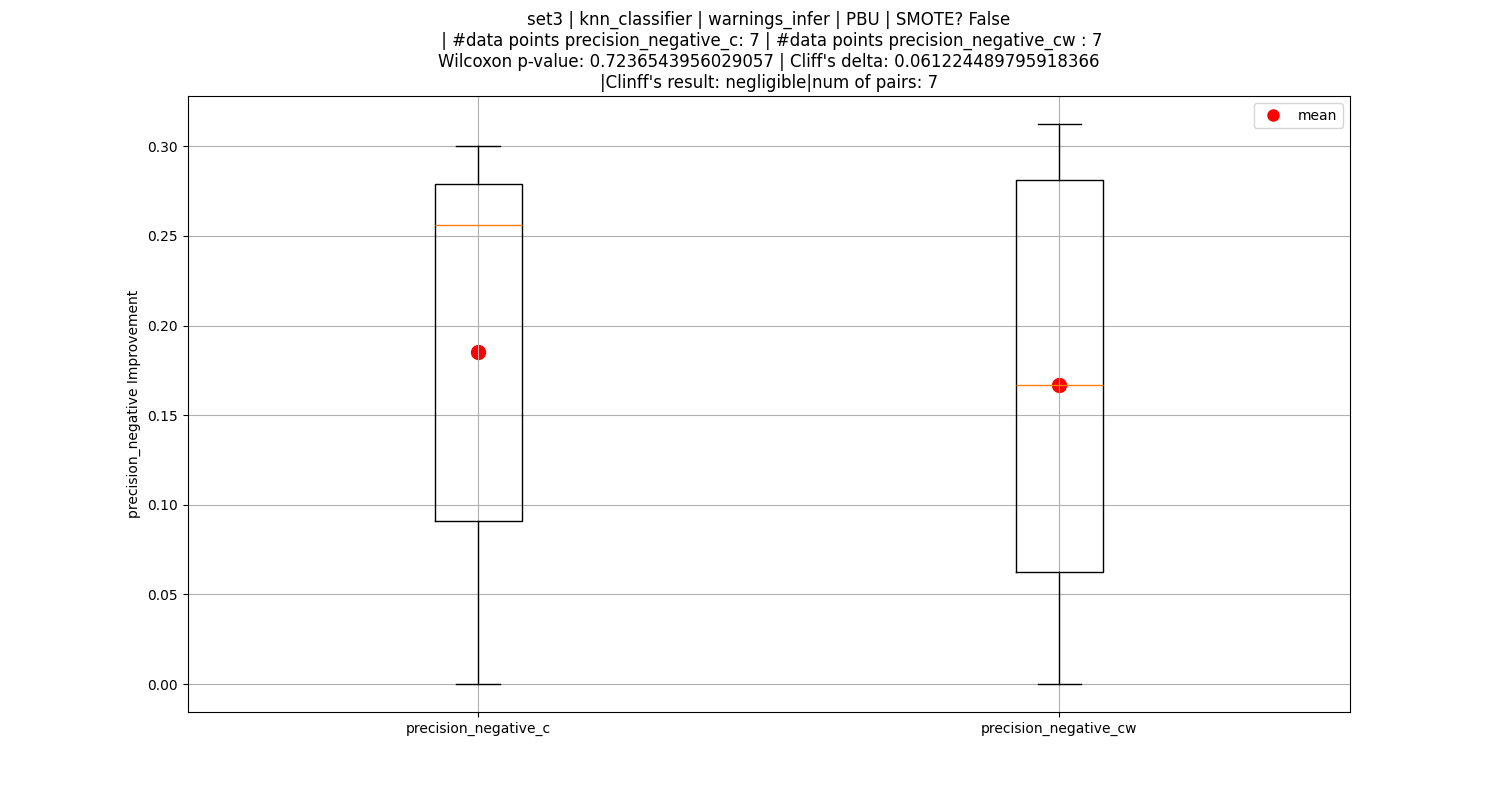 set3 | knn_classifier | warnings_infer | PBU | SMOTE? False
| #data points precision_negative_c: 7 | #data points precision_negative_cw : 7
Wilcoxon p-value: 0.7236543956029057 | Cliff's delta: 0.061224489795918366
|Clinff's result: negligible|num of pairs: 7
mean
precision_negative Improvement
0.30
0.25
0.20
0.15
0.10
0.05
0.00
precision_negative_c
precision_negative_cw